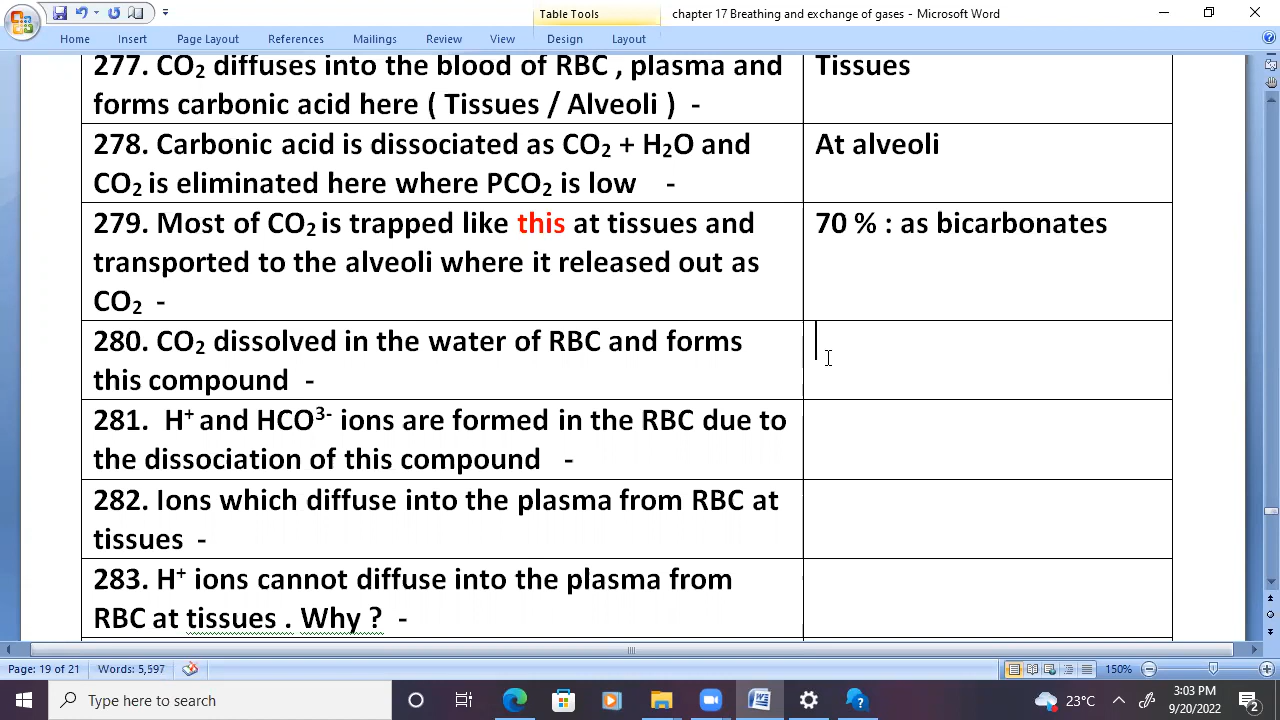 Table Tools
chapter 17 Breathing and exchange of gases - Microsoft Word
Home Insert Page Layout References Mailings Review View Design Layout
277. CO₂ diffuses into the blood of RBC , plasma and
forms carbonic acid here ( Tissues / Alveoli ) -
Tissues
278. Carbonic acid is dissociated as CO₂ + H₂O and
CO₂ is eliminated here where PCO₂ is low -
At alveoli
279. Most of CO₂ is trapped like this at tissues and
transported to the alveoli where it released out as
CO₂ -
70 % : as bicarbonates
280. CO₂ dissolved in the water of RBC and forms
this compound -
281. H⁺ and HCO³⁻ ions are formed in the RBC due to
the dissociation of this compound -
282. Ions which diffuse into the plasma from RBC at
tissues -
283. H⁺ ions cannot diffuse into the plasma from
RBC at tissues . Why ? -
Page: 19 of 21 Words: 5,597 150%
Type here to search
23°C
3:03 PM
9/20/2022
2